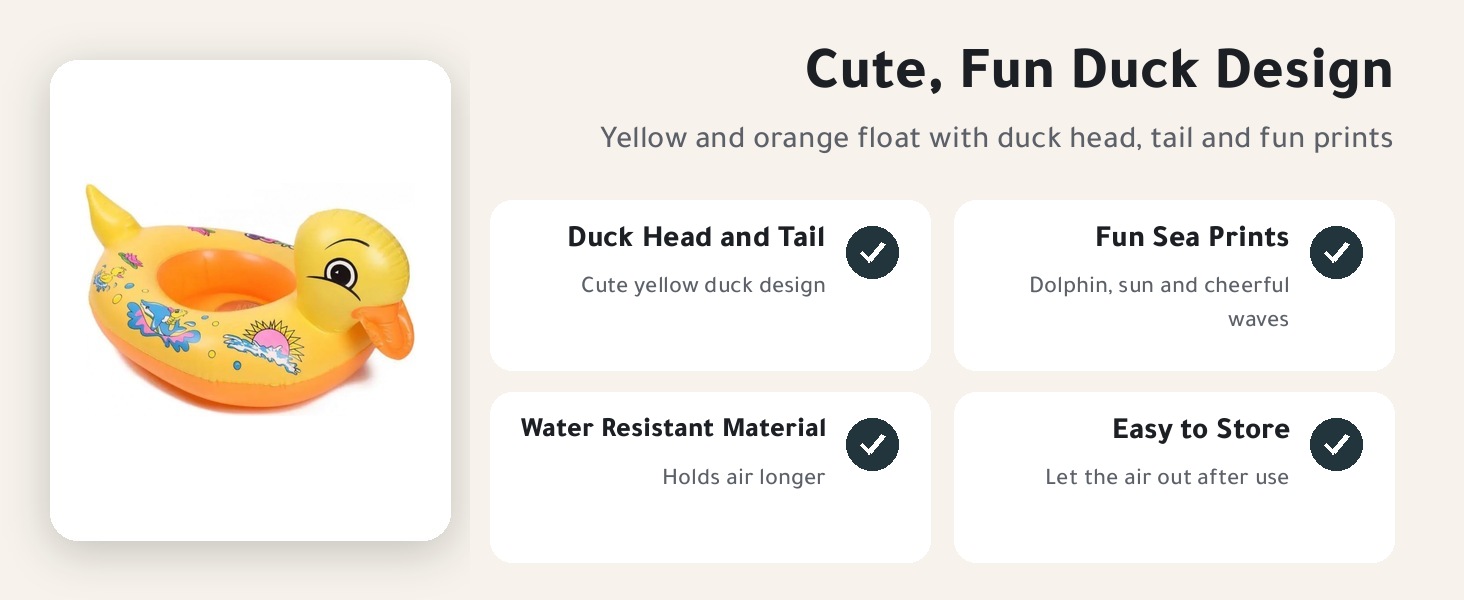 Cute, Fun Duck Design
Yellow and orange float with duck head, tail and fun prints
Duck Head and Tail
Cute yellow duck design
Fun Sea Prints
Dolphin, sun and cheerful
waves
Water Resistant Material
Holds air longer
Easy to Store
Let the air out after use